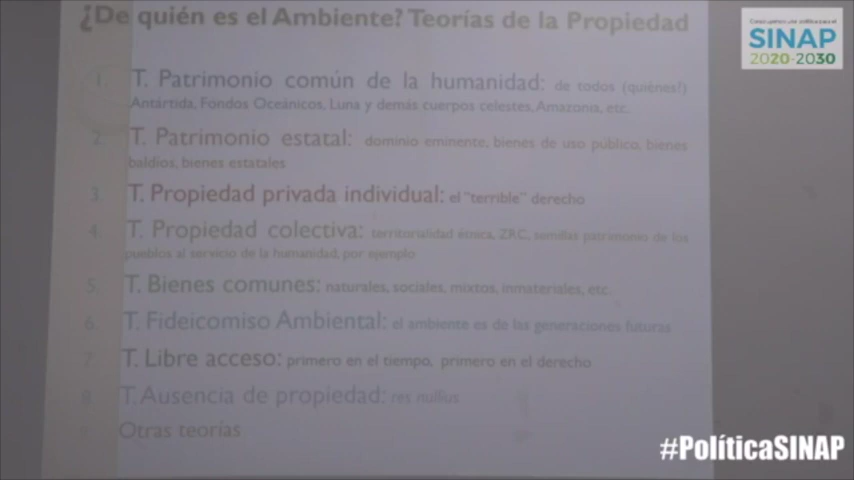 ¿De quién es el Ambiente? Teorías de la Propiedad
SINAP
2020-2030
1. T. Patrimonio común de la humanidad: de todos (quiénes?)
Antártida, Fondos Oceánicos, Luna y demás cuerpos celestes, Amazonia, etc.
2. T. Patrimonio estatal: dominio eminente, bienes de uso público, bienes
baldíos, bienes estatales
3. T. Propiedad privada individual: el "terrible" derecho
4. T. Propiedad colectiva: territorialidad étnica, ZRC, semillas patrimonio de los
pueblos al servicio de la humanidad, por ejemplo
5. T. Bienes comunes: naturales, sociales, mixtos, inmateriales, etc.
6. T. Fideicomiso Ambiental: el ambiente es de las generaciones futuras
7. T. Libre acceso: primero en el tiempo, primero en el derecho
8. T. Ausencia de propiedad: res nullius
Otras teorías
#PolíticaSINAP